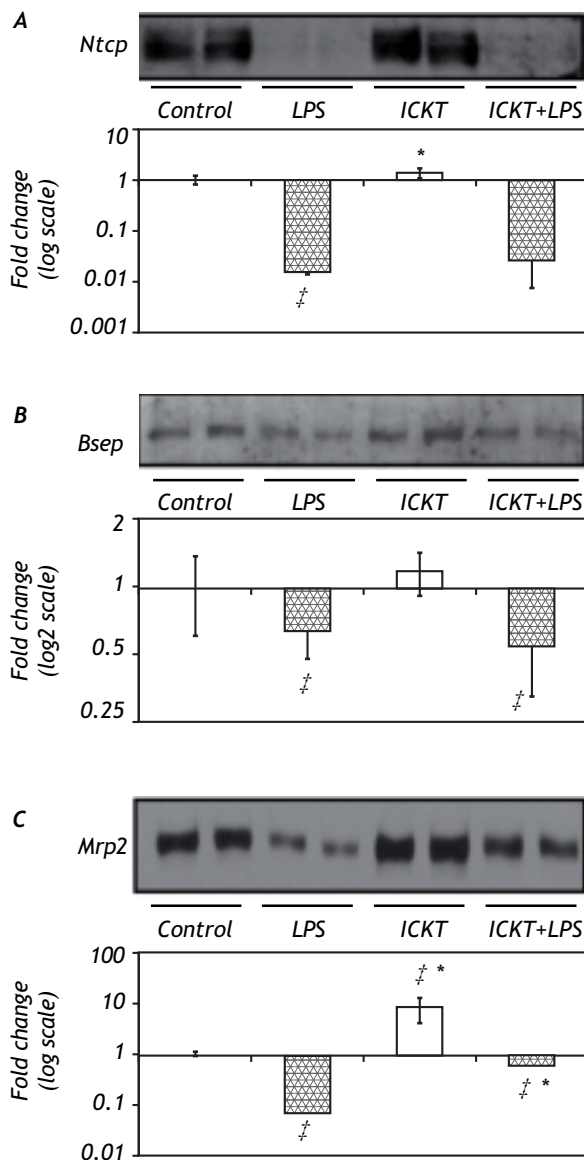 A
Ntcp
Control LPS ICKT ICKT+LPS
Fold change
(log scale)
10
1
0.1
0.01
0.001
*
‡
B
Bsep
Control LPS ICKT ICKT+LPS
Fold change
(log2 scale)
2
1
0.5
0.25
‡ ‡
C
Mrp2
Control LPS ICKT ICKT+LPS
Fold change
(log scale)
100
10
1
0.1
0.01
‡ *
‡ *
‡